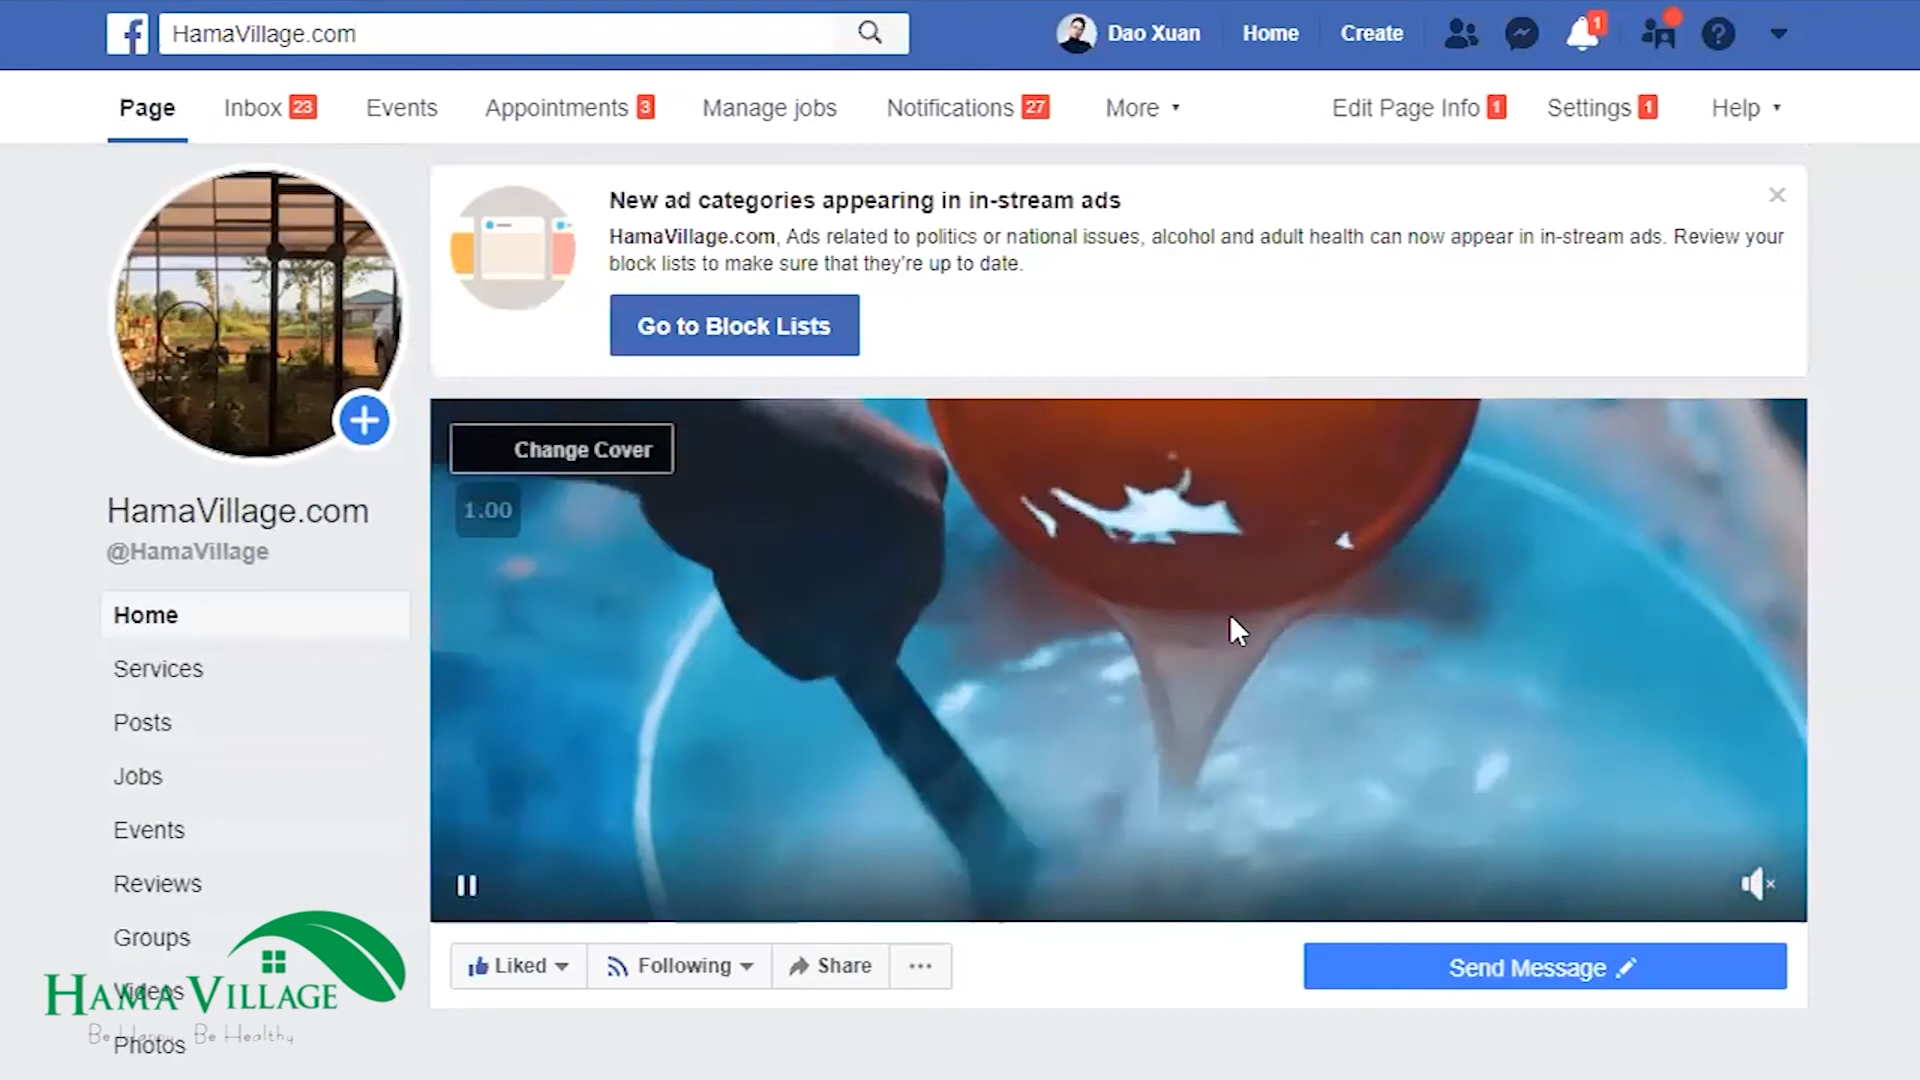 HamaVillage.com
Dao Xuan
Home
Create
1
Page
Inbox 23
Events
Appointments 3
Manage jobs
Notifications 27
More
Edit Page Info 1
Settings 1
Help
New ad categories appearing in in-stream ads
HamaVillage.com, Ads related to politics or national issues, alcohol and adult health can now appear in in-stream ads. Review your
block lists to make sure that they're up to date.
Go to Block Lists
Change Cover
1.00
HamaVillage.com
@HamaVillage
Home
Services
Posts
Jobs
Events
Reviews
Groups
Videos
Photos
HAMA VILLAGE
Be Happy Be Healthy
Liked
Following
Share
Send Message